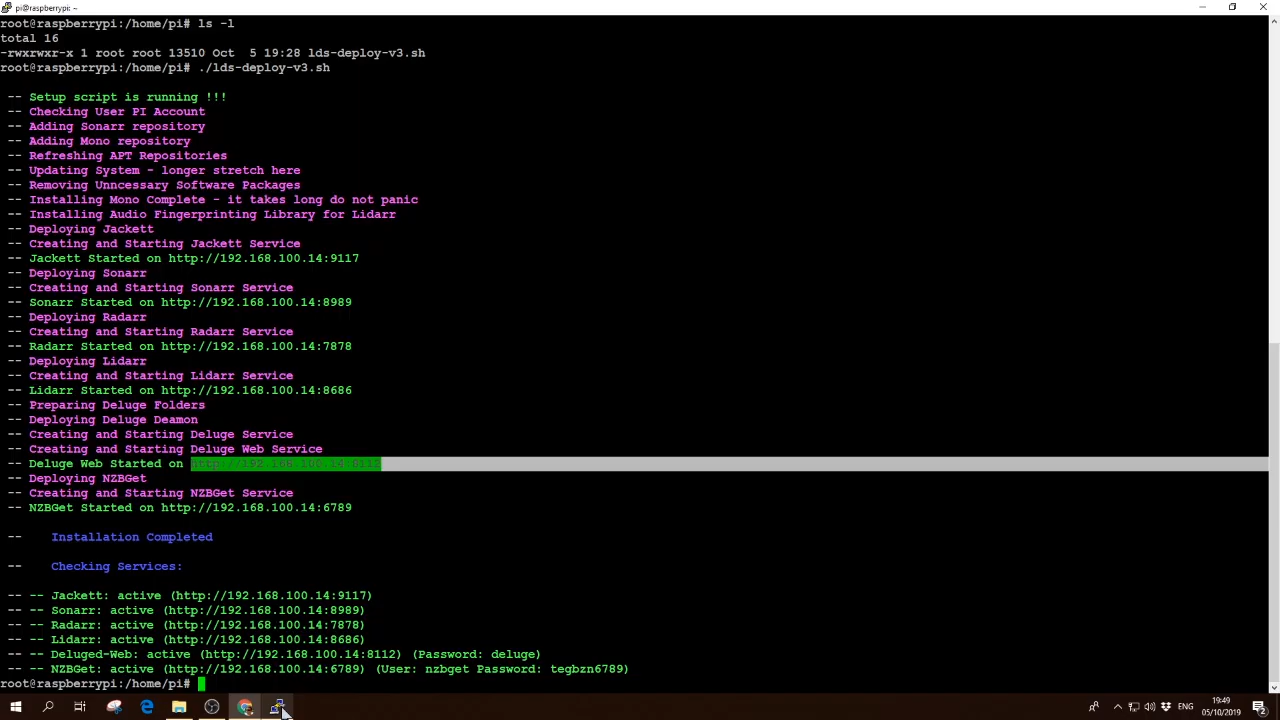 pi@raspberrypi: ~
root@raspberrypi:/home/pi# ls -l
total 16
-rwxrwxr-x 1 root root 13510 Oct  5 19:28 lds-deploy-v3.sh
root@raspberrypi:/home/pi# ./lds-deploy-v3.sh
-- Setup script is running !!!
-- Checking User PI Account
-- Adding Sonarr repository
-- Adding Mono repository
-- Refreshing APT Repositories
-- Updating System - longer stretch here
-- Removing Unncessary Software Packages
-- Installing Mono Complete - it takes long do not panic
-- Installing Audio Fingerprinting Library for Lidarr
-- Deploying Jackett
-- Creating and Starting Jackett Service
-- Jackett Started on http://192.168.100.14:9117
-- Deploying Sonarr
-- Creating and Starting Sonarr Service
-- Sonarr Started on http://192.168.100.14:8989
-- Deploying Radarr
-- Creating and Starting Radarr Service
-- Radarr Started on http://192.168.100.14:7878
-- Deploying Lidarr
-- Creating and Starting Lidarr Service
-- Lidarr Started on http://192.168.100.14:8686
-- Preparing Deluge Folders
-- Deploying Deluge Deamon
-- Creating and Starting Deluge Service
-- Creating and Starting Deluge Web Service
-- Deluge Web Started on http://192.168.100.14:8112
-- Deploying NZBGet
-- Creating and Starting NZBGet Service
-- NZBGet Started on http://192.168.100.14:6789
--    Installation Completed
--    Checking Services:
-- -- Jackett: active (http://192.168.100.14:9117)
-- -- Sonarr: active (http://192.168.100.14:8989)
-- -- Radarr: active (http://192.168.100.14:7878)
-- -- Lidarr: active (http://192.168.100.14:8686)
-- -- Deluged-Web: active (http://192.168.100.14:8112) (Password: deluge)
-- -- NZBGet: active (http://192.168.100.14:6789) (User: nzbget Password: tegbzn6789)
root@raspberrypi:/home/pi#
ENG
19:49
05/10/2019
2